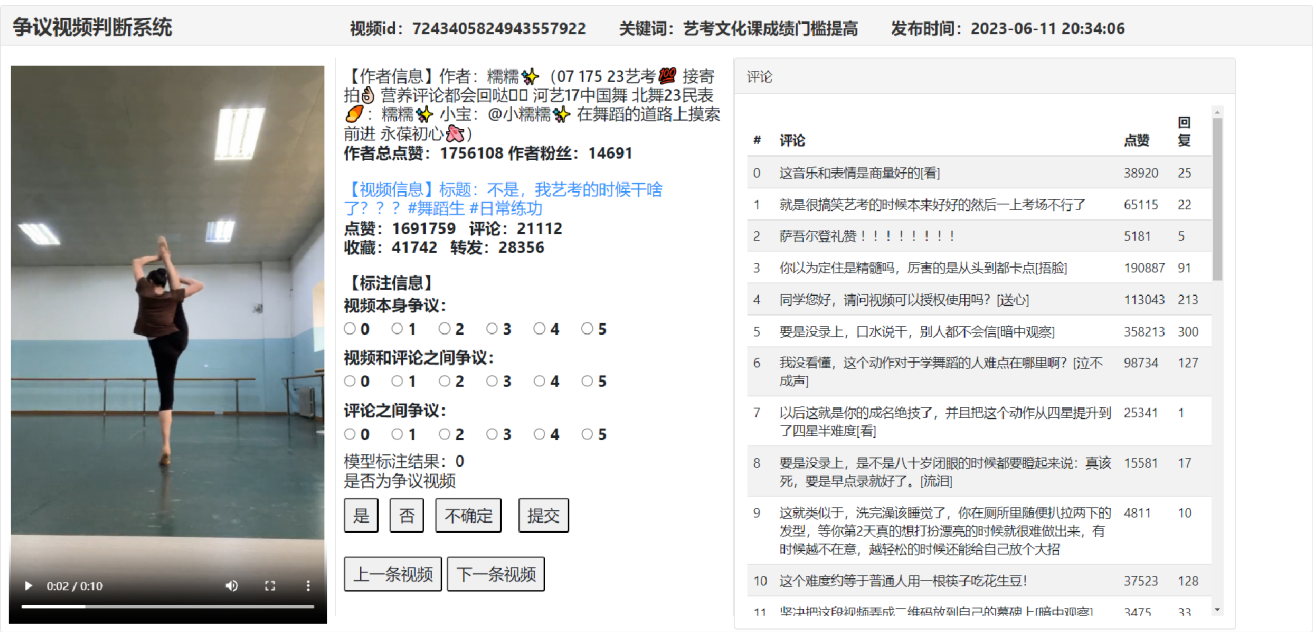 争议视频判断系统
视频id：7243405824943557922
关键词：艺考文化课成绩门槛提高
发布时间：2023-06-11 20:34:06
0:02 / 0:10
【作者信息】作者：糯糯✨（07 175 23艺考💯 接寄
拍👌🏻 营养评论都会回哒 河艺17中国舞 北舞23民表
：糯糯✨ 小宝：@小糯糯✨ 在舞蹈的道路上摸索
前进 永葆初心）
作者总点赞：1756108 作者粉丝：14691
【视频信息】标题：不是，我艺考的时候干啥
了？？？#舞蹈生 #日常练功
点赞：1691759 评论：21112
收藏：41742 转发：28356
【标注信息】
视频本身争议：
0 1 2 3 4 5
视频和评论之间争议：
0 1 2 3 4 5
评论之间争议：
0 1 2 3 4 5
模型标注结果：0
是否为争议视频
是 否 不确定 提交
上一条视频 下一条视频
评论
# 评论 点赞 回
复
0 这音乐和表情是商量好的[看] 38920 25
1 就是很搞笑艺考的时候本来好好的然后一上考场不行了 65115 22
2 萨吾尔登礼赞！！！！！！！！ 5181 5
3 你以为定住是精髓吗，厉害的是从头到都卡点[捂脸] 190887 91
4 同学您好，请问视频可以授权使用吗？[送心] 113043 213
5 要是没录上，口水说干，别人都不会信[暗中观察] 358213 300
6 我没看懂，这个动作对于学舞蹈的人难点在哪里啊？[泣不 98734 127
成声]
7 以后这就是你的成名绝技了，并且把这个动作从四星提升到 25341 1
了四星半难度[看]
8 要是没录上，是不是八十岁闭眼的时候都要瞪起来说：真该 15581 17
死，要是早点录就好了。[流泪]
9 这就类似于，洗完澡该睡觉了，你在厕所里随便扒拉两下的 4811 10
发型，等你第2天真的想打扮漂亮的时候就很难做出来，有
时候越不在意，越轻松的时候还能给自己放个大招
10 这个难度约等于普通人用一根筷子吃花生豆！ 37523 128
11 坚决把这段视频弄成二维码放到自己的墓碑上[暗中观察] 3475 33